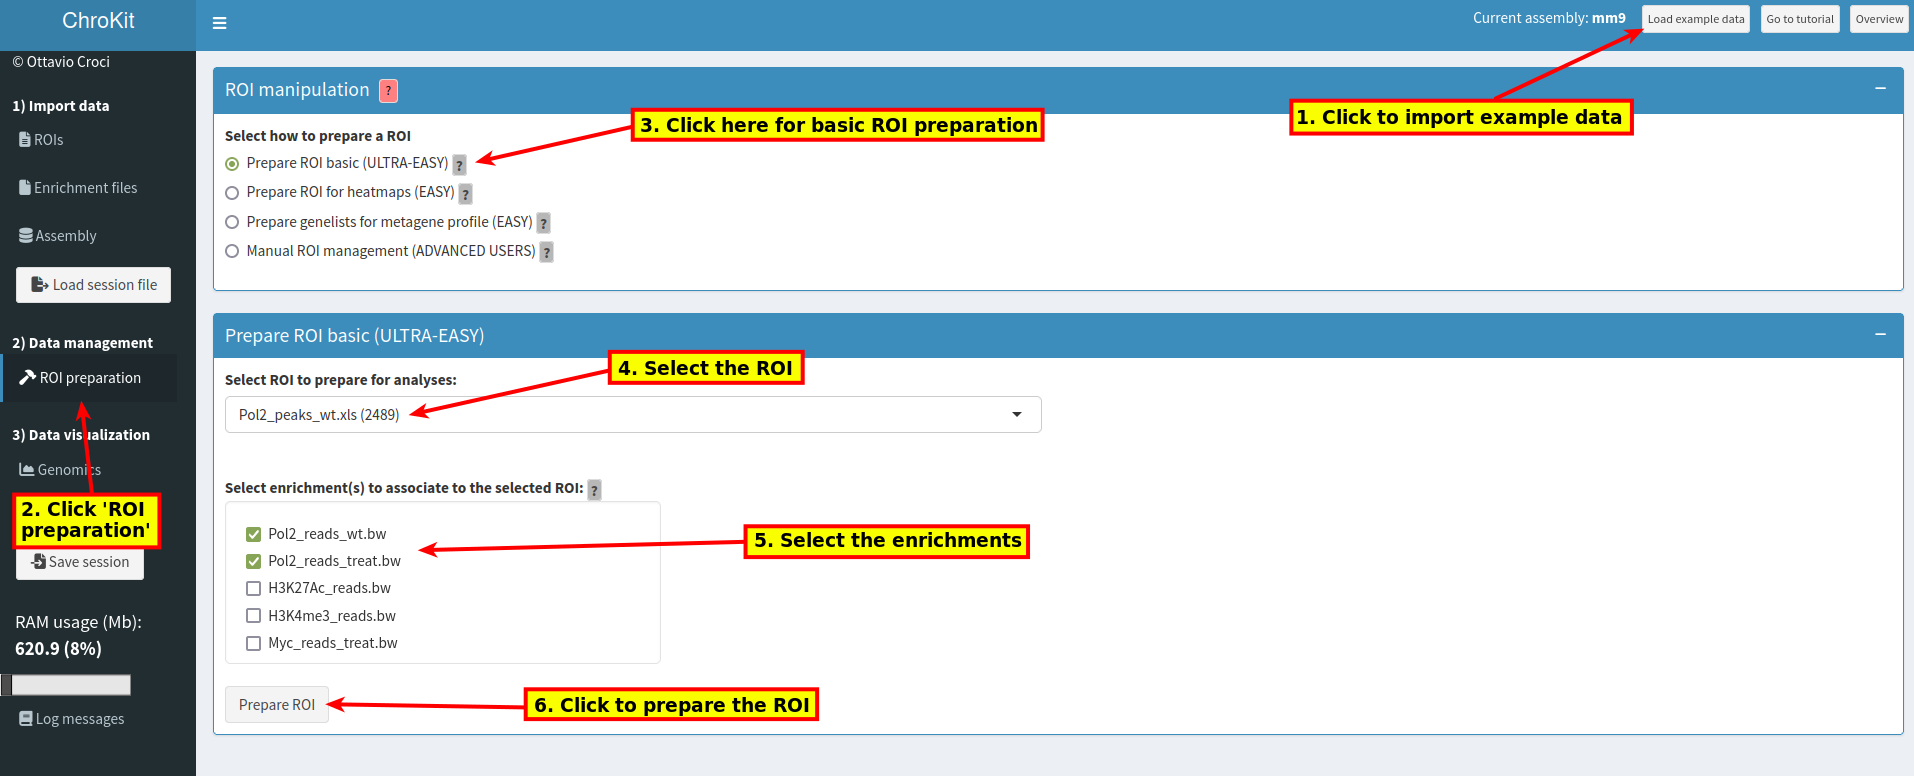 ChroKit
Current assembly: mm9
Load example data
Go to tutorial
Overview
© Ottavio Croci
1) Import data
ROIs
Enrichment files
Assembly
Load session file
2) Data management
ROI preparation
3) Data visualization
Genomics
2. Click 'ROI
preparation'
Save session
RAM usage (Mb):
620.9 (8%)
Log messages
ROI manipulation ?
1. Click to import example data
3. Click here for basic ROI preparation
Select how to prepare a ROI
Prepare ROI basic (ULTRA-EASY) ?
Prepare ROI for heatmaps (EASY) ?
Prepare genelists for metagene profile (EASY) ?
Manual ROI management (ADVANCED USERS) ?
Prepare ROI basic (ULTRA-EASY)
4. Select the ROI
Select ROI to prepare for analyses:
Pol2_peaks_wt.xls (2489)
Select enrichment(s) to associate to the selected ROI: ?
Pol2_reads_wt.bw
Pol2_reads_treat.bw
H3K27Ac_reads.bw
H3K4me3_reads.bw
Myc_reads_treat.bw
5. Select the enrichments
Prepare ROI
6. Click to prepare the ROI